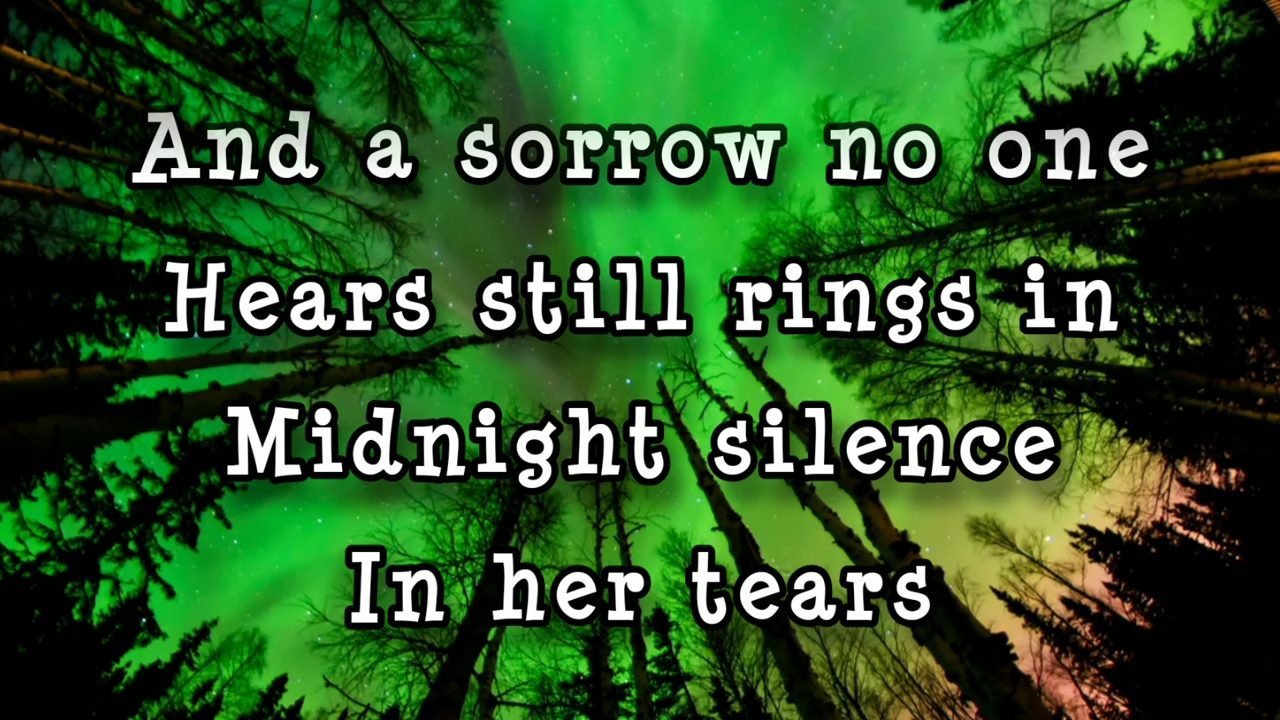 And a sorrow no one
Hears still rings in
Midnight silence
In her tears